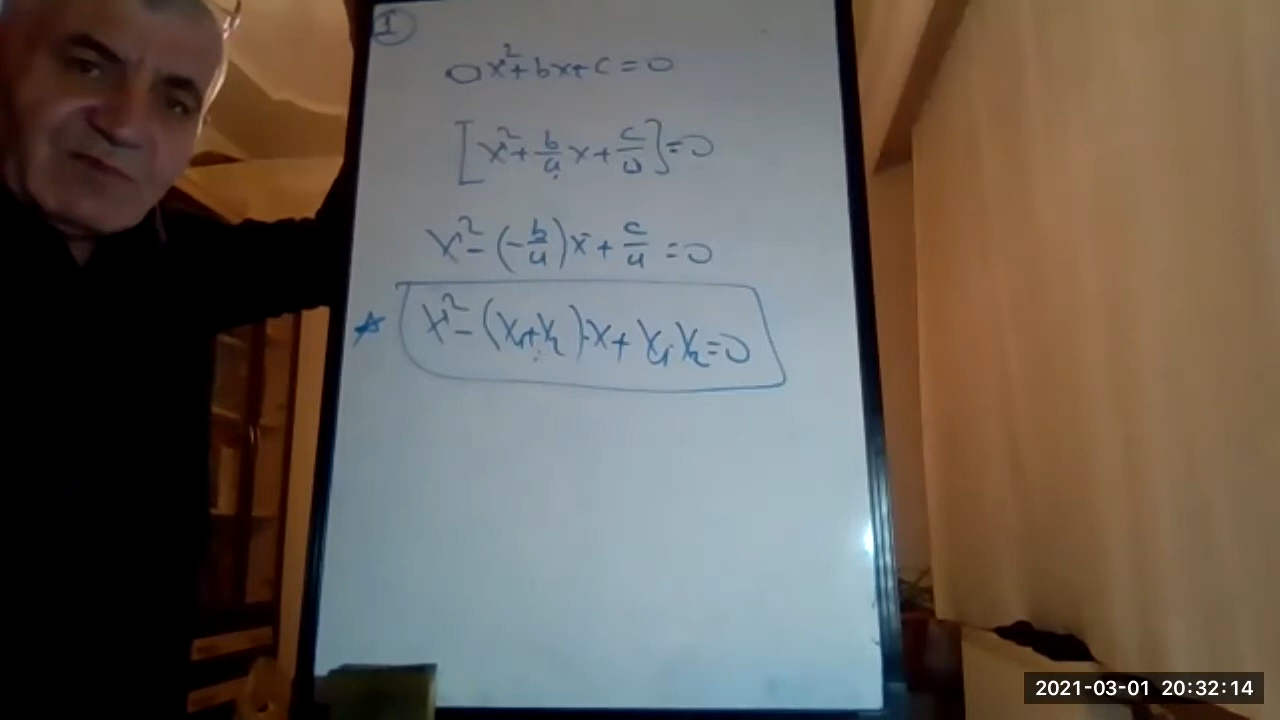 1
ax²+bx+c=0
[x²+b/a x+c/a]=0
x²-(-b/a)x+c/a=0
* x²-(x₁+x₂)·x+x₁·x₂=0
2021-03-01 20:32:14